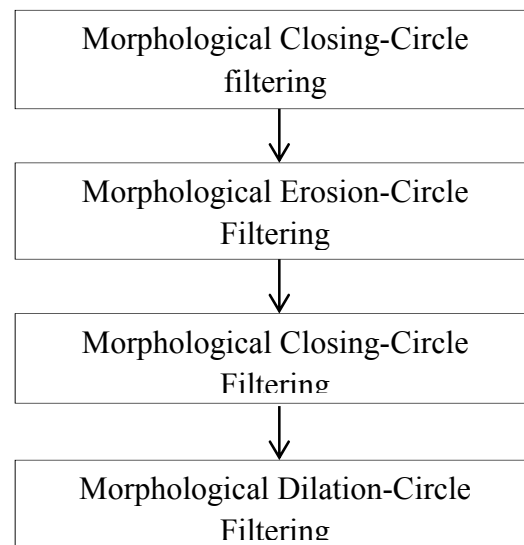 Morphological Closing-Circle
filtering
Morphological Erosion-Circle
Filtering
Morphological Closing-Circle
Filtering
Morphological Dilation-Circle
Filtering